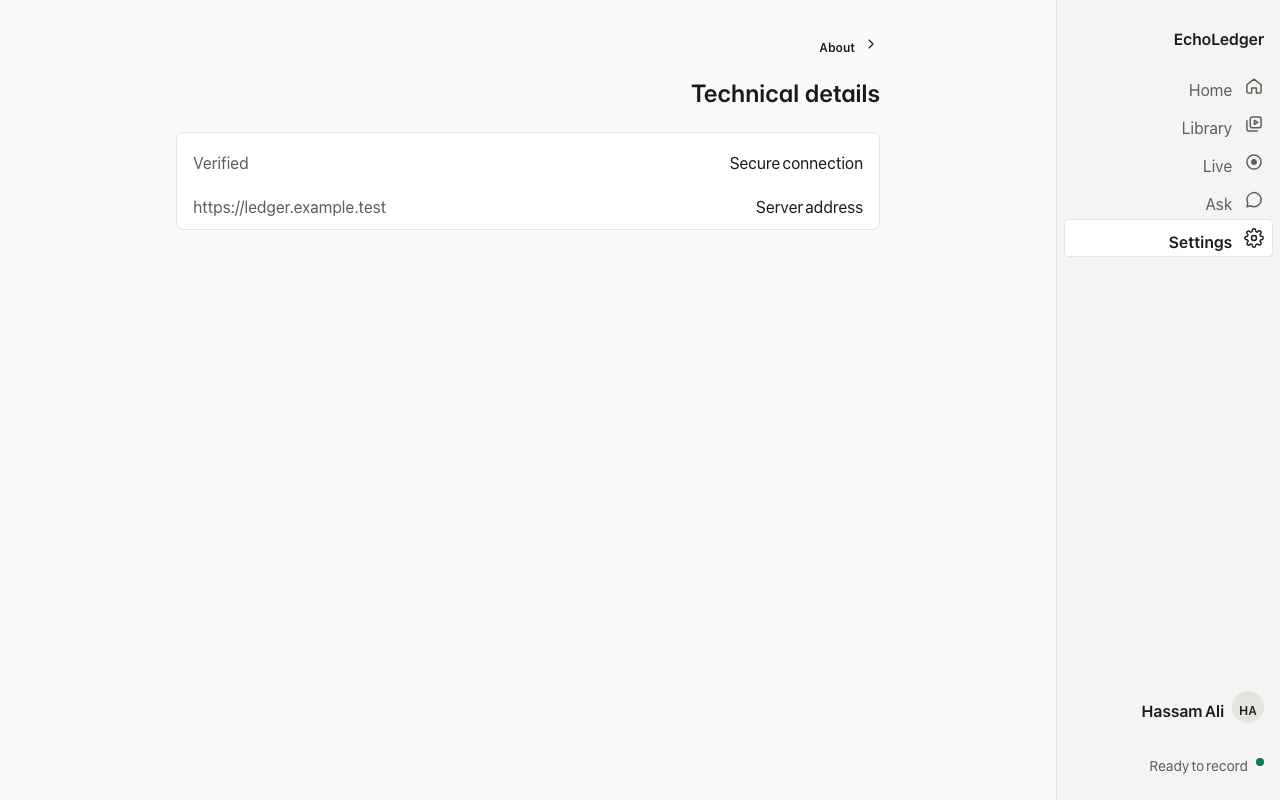 EchoLedger
Home
Library
Live
Ask
Settings
Hassam Ali
HA
Ready to record
About
Technical details
Secure connection
Verified
Server address
https://ledger.example.test